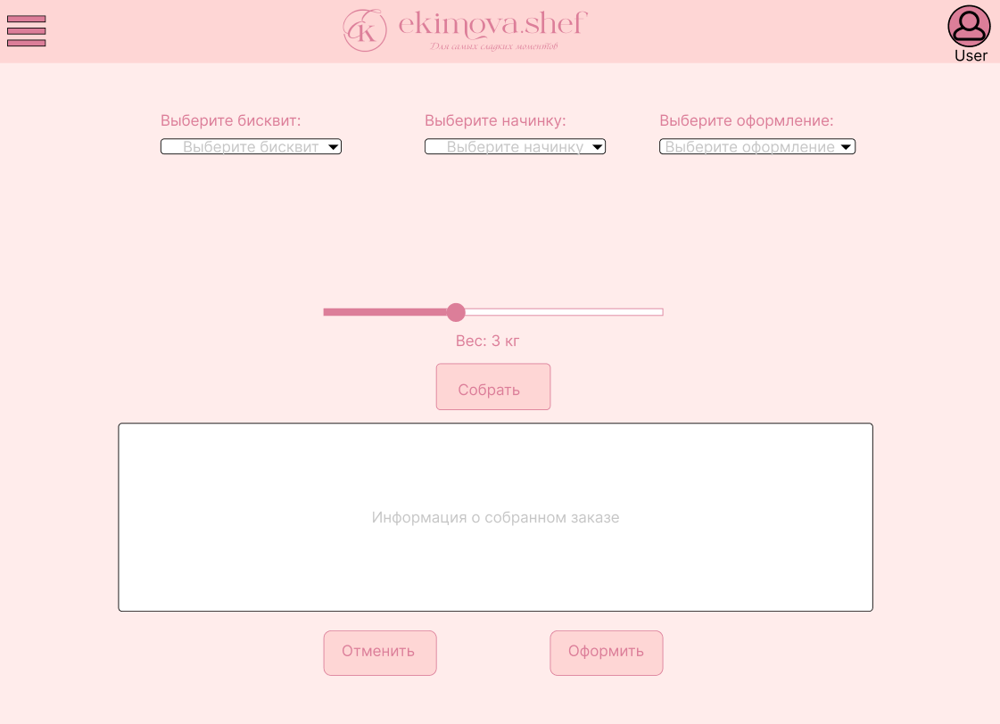 ekimova.shef
Для самых сладких моментов
User
Выберите бисквит: Выберите начинку: Выберите оформление:
Выберите бисквит Выберите начинку Выберите оформление
Вес: 3 кг
Собрать
Информация о собранном заказе
Отменить Оформить